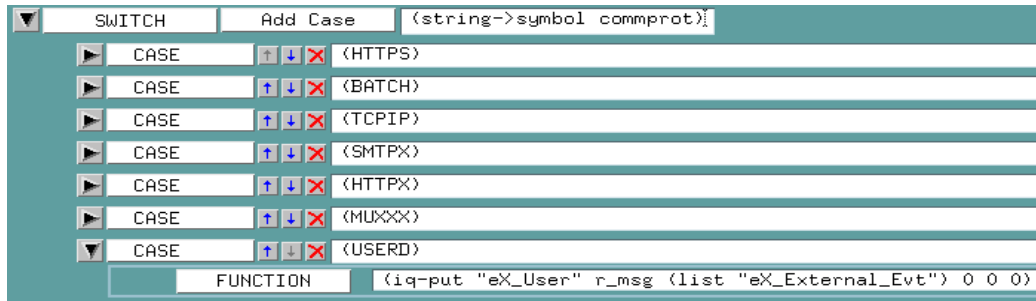 SWITCH Add Case (string->symbol commprot)
CASE (HTTPS)
CASE (BATCH)
CASE (TCPIP)
CASE (SMTPX)
CASE (HTTPX)
CASE (MUXXX)
CASE (USERD)
FUNCTION (iq-put "eX_User" r_msg (list "eX_External_Evt") 0 0 0)